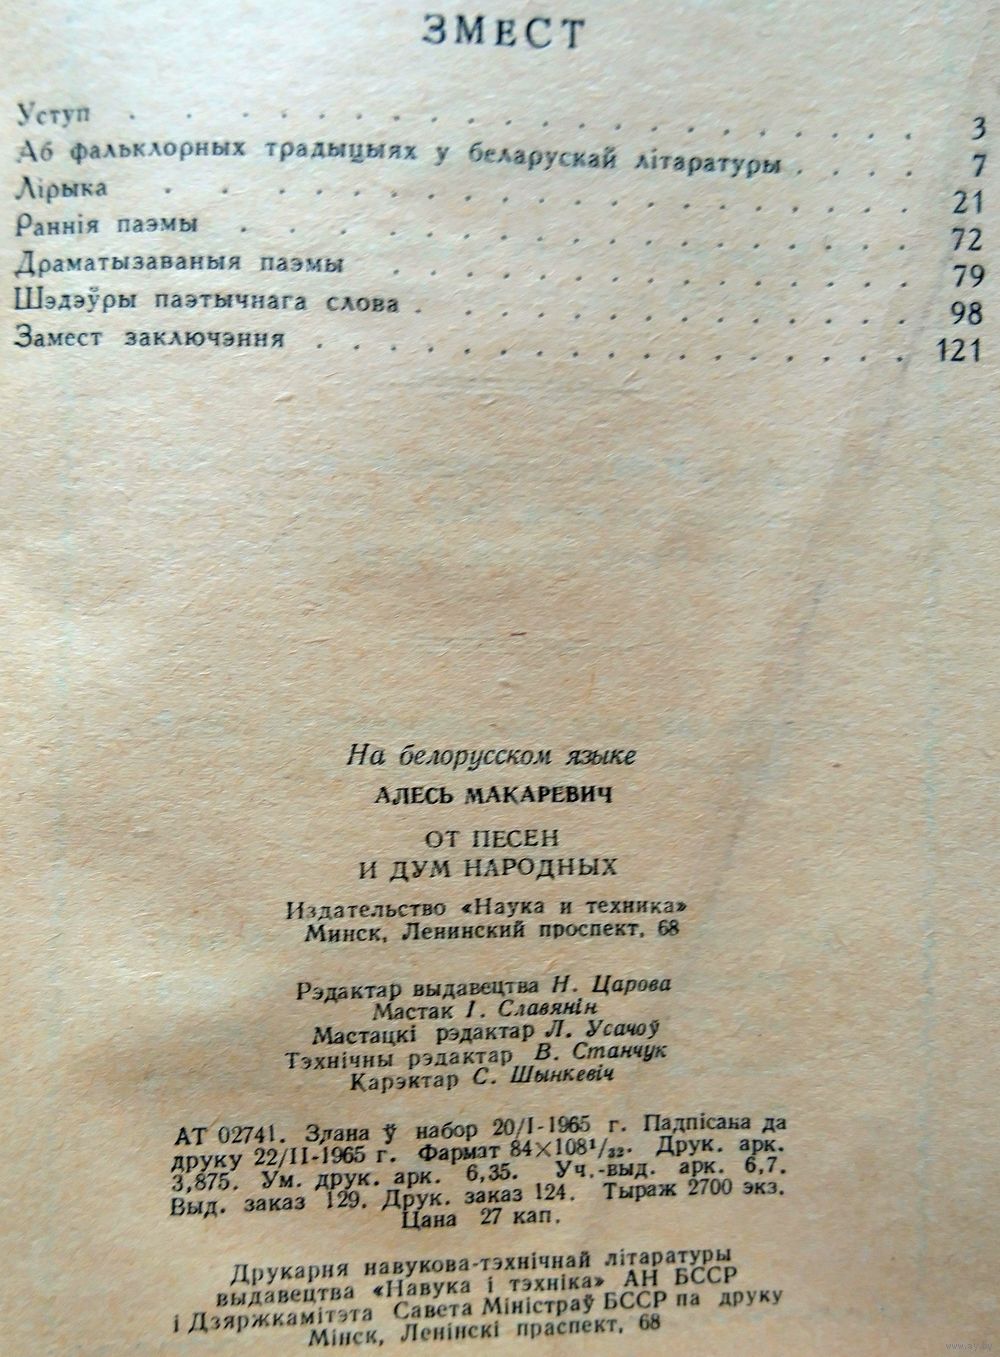 ЗМЕСТ
Уступ . . . . . . . . . . . . . . . . . . 3
Аб фальклорных традыцыях у беларускай літаратуры . . . . 7
Лірыка . . . . . . . . . . . . . . . . . 21
Раннія паэмы . . . . . . . . . . . . . . . 72
Драматызаваныя паэмы . . . . . . . . . . . 79
Шэдэўры паэтычнага слова . . . . . . . . . . 98
Замест заключэння . . . . . . . . . . . . . 121
На белорусском языке
АЛЕСЬ МАКАРЕВИЧ
ОТ ПЕСЕН
И ДУМ НАРОДНЫХ
Издательство «Наука и техника»
Минск, Ленинский проспект, 68
Рэдактар выдавецтва Н. Царова
Мастак І. Славянін
Мастацкі рэдактар Л. Усачоў
Тэхнічны рэдактар В. Станчук
Карэктар С. Шынкевіч
АТ 02741. Здана ў набор 20/I-1965 г. Падпісана да
друку 22/II-1965 г. Фармат 84×108¹/₃₂. Друк. арк.
3,875. Ум. друк. арк. 6,35. Уч.-выд. арк. 6,7.
Выд. заказ 129. Друк. заказ 124. Тыраж 2700 экз.
Цана 27 кап.
Друкарня навукова-тэхнічнай літаратуры
выдавецтва «Навука і тэхніка» АН БССР
і Дзяржкамітэта Савета Міністраў БССР па друку
Мінск, Ленінскі праспект, 68
www.ay.by